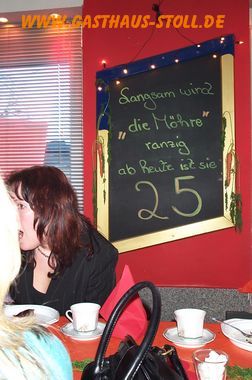 WWW.GASTHAUS-STOLL.DE
Langsam wird
"die Möhre"
ranzig
ab heute ist sie
25